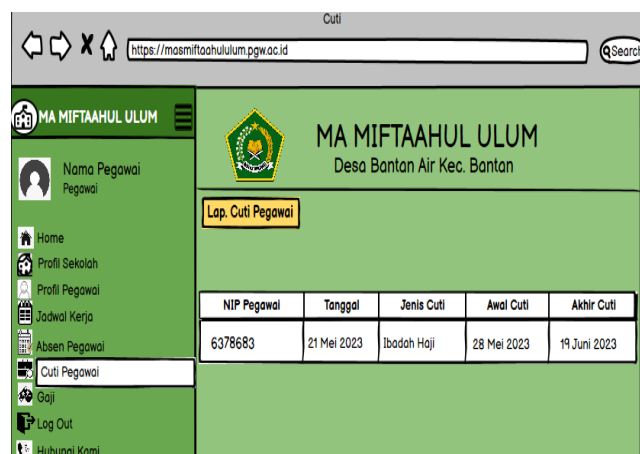 Cuti
https://masmiftaahululum.pgw.ac.id
Search
MA MIFTAAHUL ULUM
Nama Pegawai
Pegawai
Home
Profil Sekolah
Profil Pegawai
Jadwal Kerja
Absen Pegawai
Cuti Pegawai
Gaji
Log Out
Hubungi Kami
MA MIFTAAHUL ULUM
Desa Bantan Air Kec. Bantan
Lap. Cuti Pegawai
NIP Pegawai Tanggal Jenis Cuti Awal Cuti Akhir Cuti
6378683 21 Mei 2023 Ibadah Haji 28 Mei 2023 19 Juni 2023